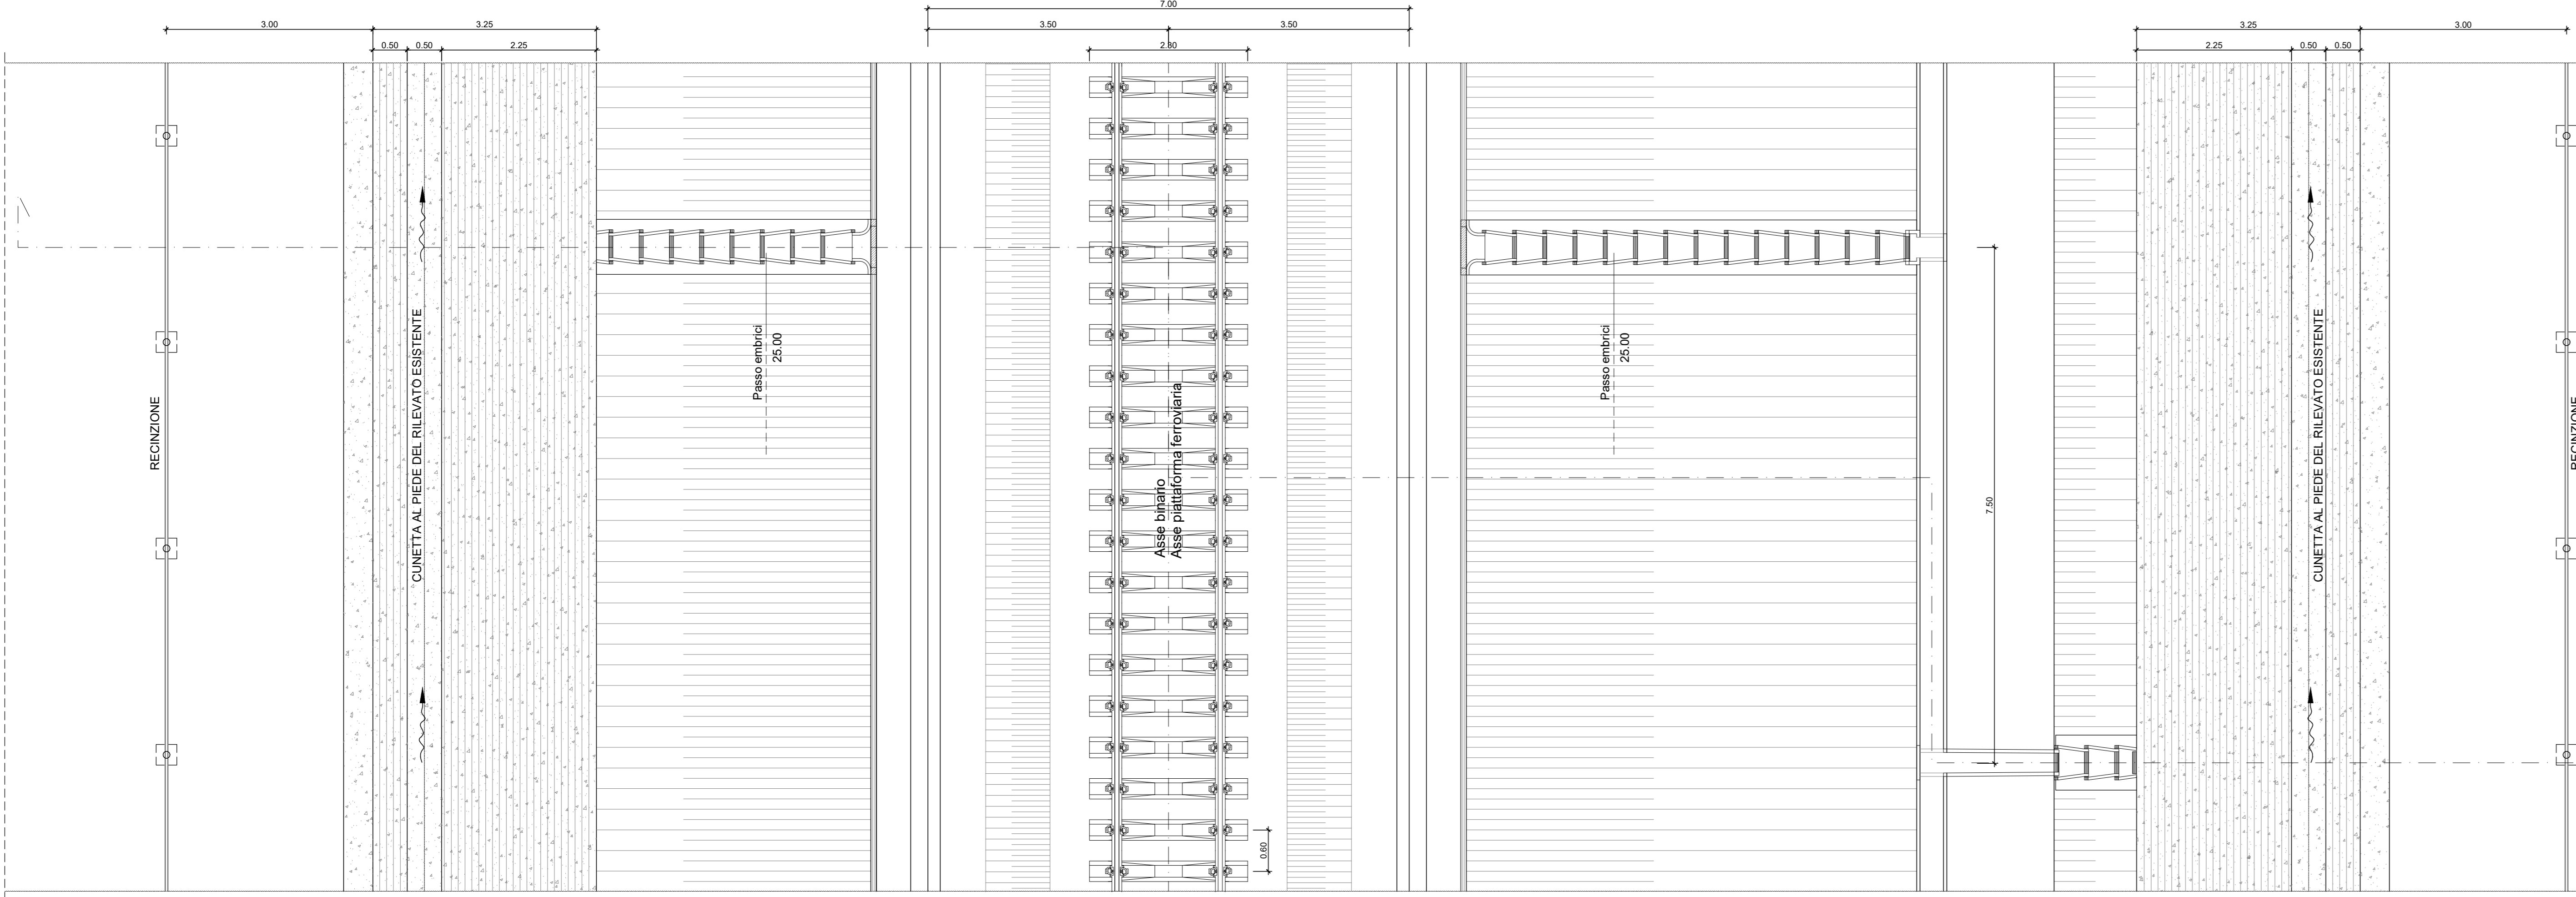 7.00
3.00
3.25
3.50
3.50
3.25
3.00
0.50
0.50
2.25
2.80
2.25
0.50
0.50
RECINZIONE
CUNETTA AL PIEDE DEL RILEVATO ESISTENTE
Passo embrici
25.00
Asse binario
Asse piattaforma ferroviaria
Passo embrici
25.00
7.50
CUNETTA AL PIEDE DEL RILEVATO ESISTENTE
RECINZIONE
0.60